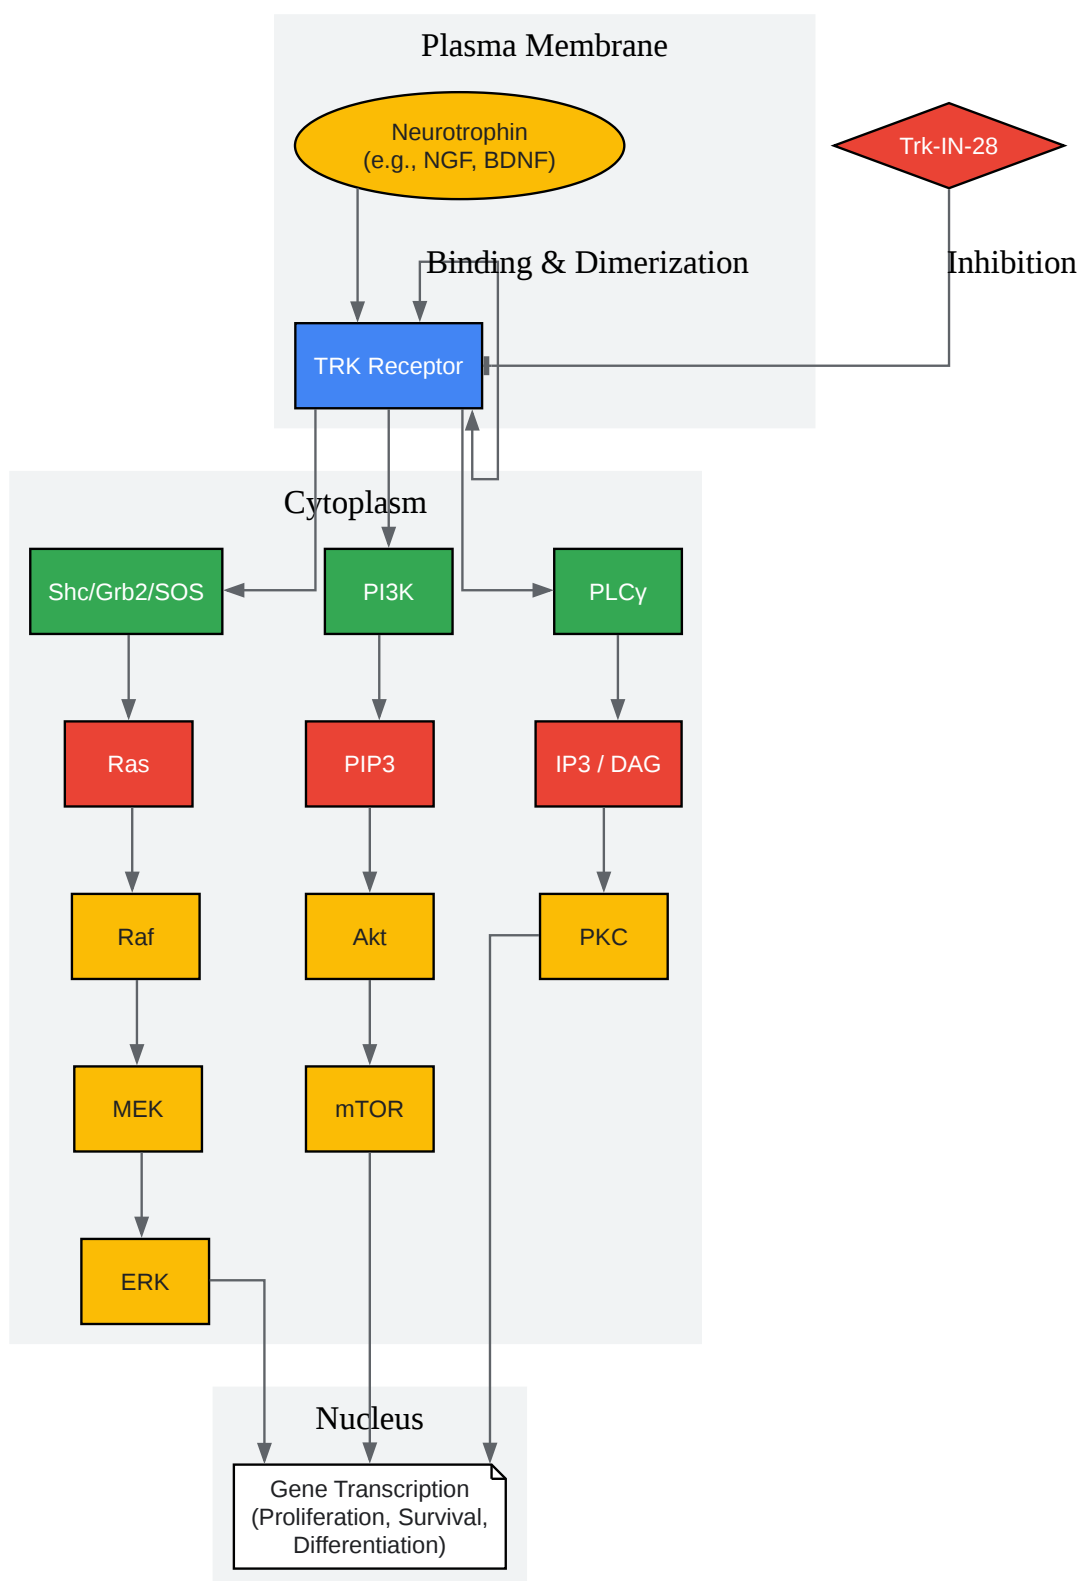 Plasma Membrane
Neurotrophin
(e.g., NGF, BDNF)
Trk-IN-28
Binding & Dimerization
Inhibition
TRK Receptor
Cytoplasm
Shc/Grb2/SOS
PI3K
PLCγ
Ras
PIP3
IP3 / DAG
Raf
Akt
PKC
MEK
mTOR
ERK
Nucleus
Gene Transcription
(Proliferation, Survival,
Differentiation)